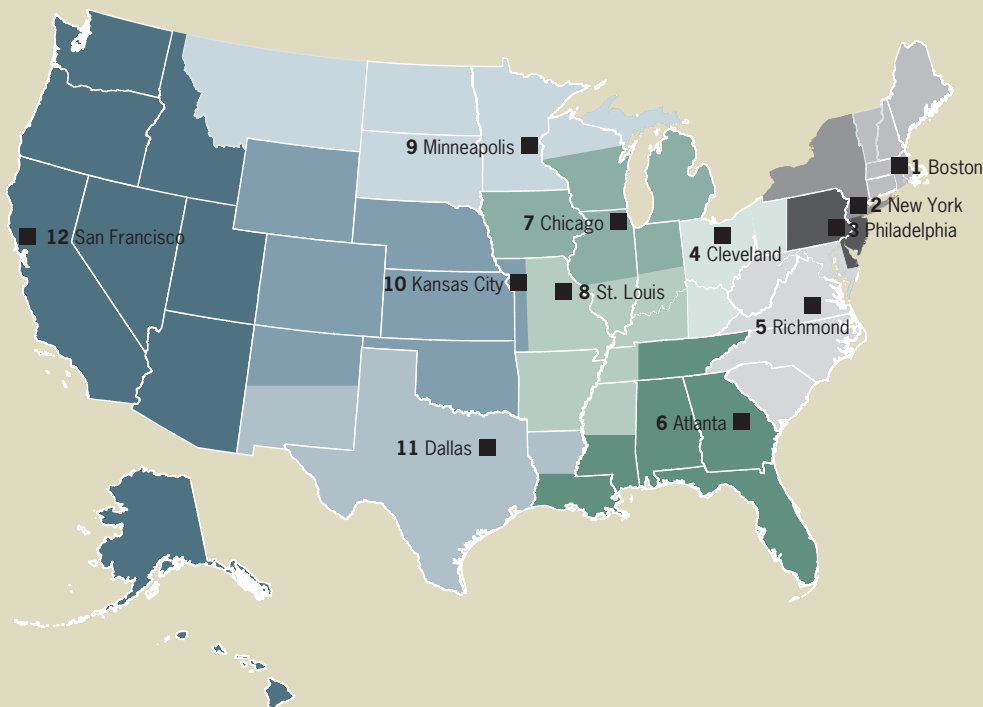 9 Minneapolis
1 Boston
2 New York
7 Chicago
3 Philadelphia
12 San Francisco
4 Cleveland
10 Kansas City
8 St. Louis
5 Richmond
6 Atlanta
11 Dallas